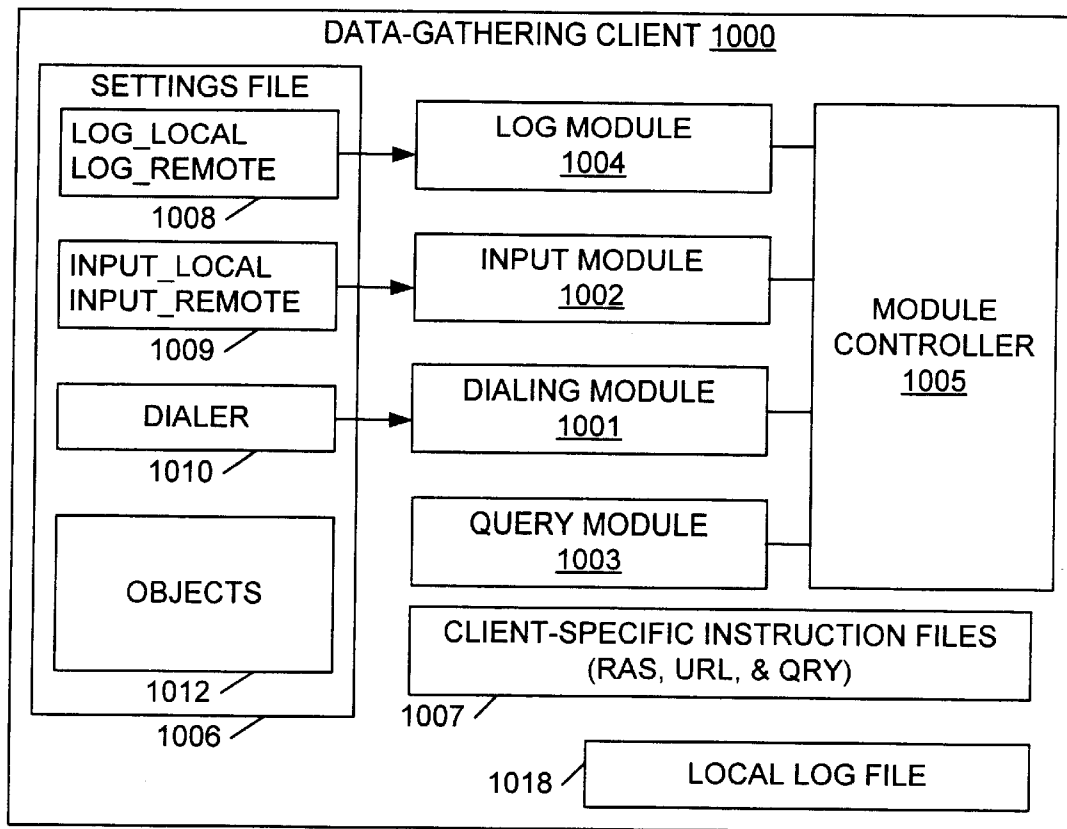 DATA-GATHERING CLIENT 1000
SETTINGS FILE
LOG_LOCAL
LOG_REMOTE
1008
INPUT_LOCAL
INPUT_REMOTE
1009
DIALER
1010
OBJECTS
1012
1006
LOG MODULE
1004
INPUT MODULE
1002
DIALING MODULE
1001
QUERY MODULE
1003
MODULE
CONTROLLER
1005
CLIENT-SPECIFIC INSTRUCTION FILES
(RAS, URL, & QRY)
1007
1018
LOCAL LOG FILE